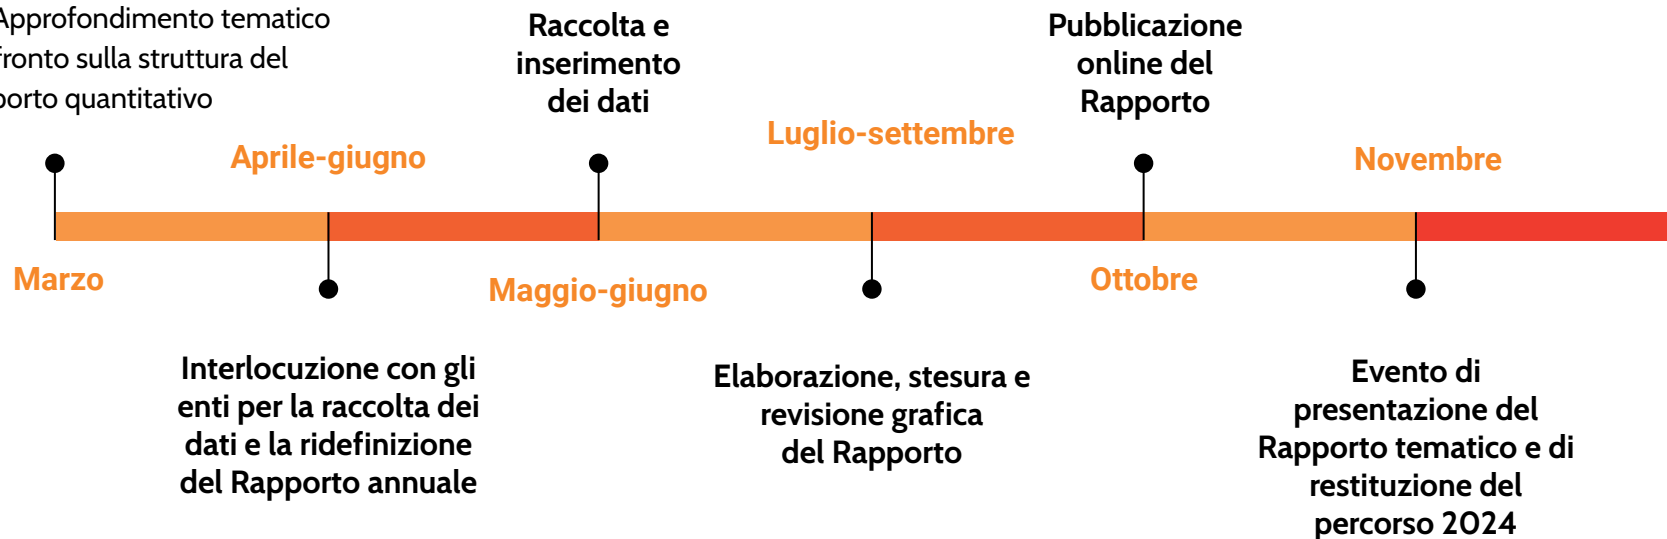 Approfondimento tematico
fronto sulla struttura del
porto quantitativo
Marzo
Aprile-giugno
Interlocuzione con gli
enti per la raccolta dei
dati e la ridefinizione
del Rapporto annuale
Raccolta e
inserimento
dei dati
Maggio-giugno
Luglio-settembre
Elaborazione, stesura e
revisione grafica
del Rapporto
Pubblicazione
online del
Rapporto
Ottobre
Novembre
Evento di
presentazione del
Rapporto tematico e di
restituzione del
percorso 2024